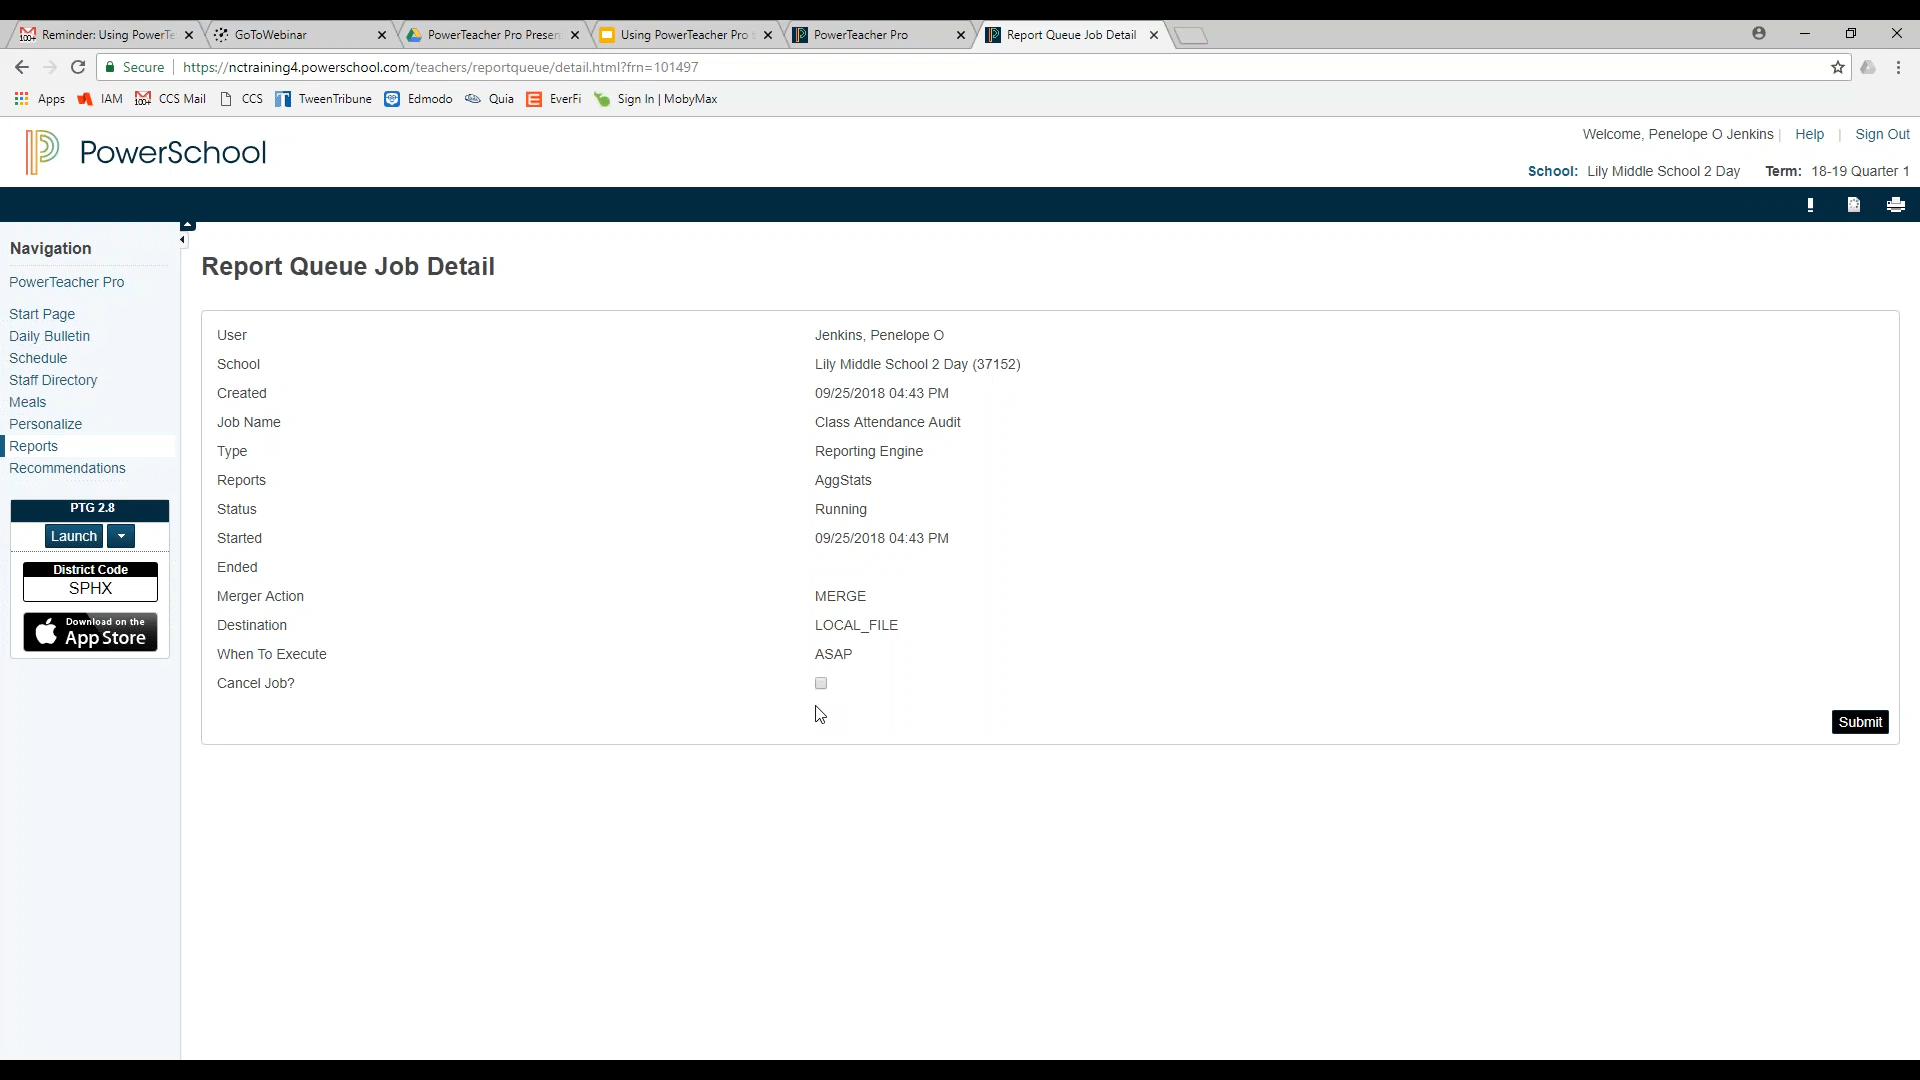 Reminder: Using PowerTe
GoToWebinar
PowerTeacher Pro Presen
Using PowerTeacher Pro
PowerTeacher Pro
Report Queue Job Detail
Secure
https://nctraining4.powerschool.com/teachers/reportqueue/detail.html?frn=101497
Apps
IAM
CCS Mail
CCS
TweenTribune
Edmodo
Quia
EverFi
Sign In | MobyMax
PowerSchool
Welcome, Penelope O Jenkins | Help | Sign Out
School: Lily Middle School 2 Day Term: 18-19 Quarter 1
Navigation
PowerTeacher Pro
Start Page
Daily Bulletin
Schedule
Staff Directory
Meals
Personalize
Reports
Recommendations
PTG 2.8
Launch
District Code
SPHX
Download on the
App Store
Report Queue Job Detail
User Jenkins, Penelope O
School Lily Middle School 2 Day (37152)
Created 09/25/2018 04:43 PM
Job Name Class Attendance Audit
Type Reporting Engine
Reports AggStats
Status Running
Started 09/25/2018 04:43 PM
Ended
Merger Action MERGE
Destination LOCAL_FILE
When To Execute ASAP
Cancel Job?
Submit